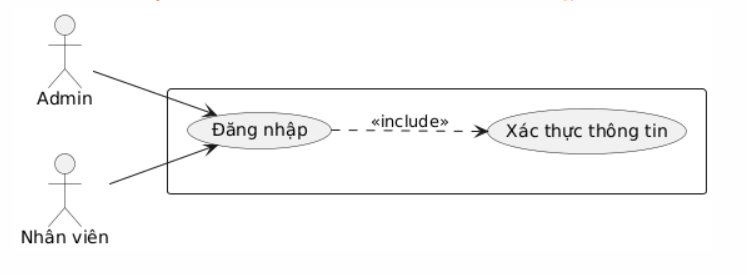 Admin
Đăng nhập
«include»
Xác thực thông tin
Nhân viên